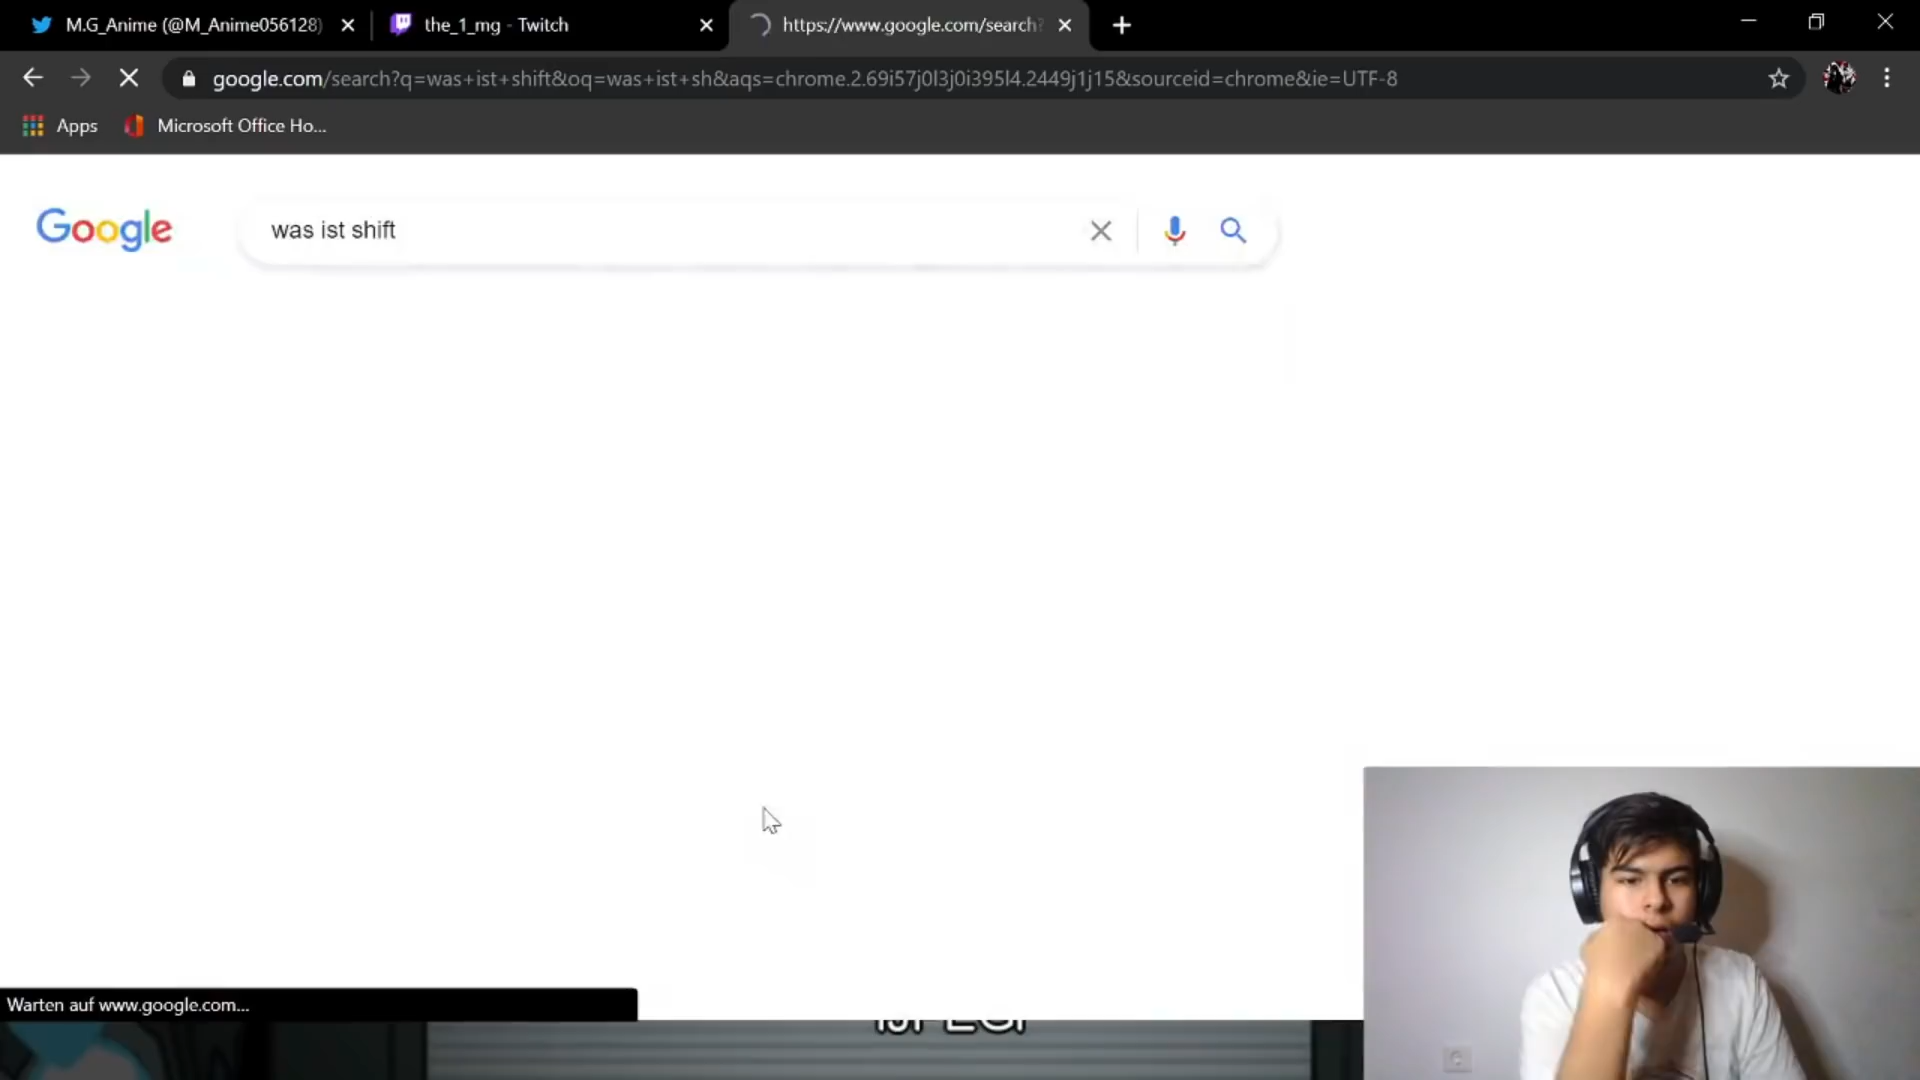 M.G_Anime (@M_Anime056128)
the_1_mg - Twitch
https://www.google.com/search?
google.com/search?q=was+ist+shift&oq=was+ist+sh&aqs=chrome.2.69i57j0l3j0i395l4.2449j1j15&sourceid=chrome&ie=UTF-8
Apps
Microsoft Office Ho...
Google
was ist shift
Warten auf www.google.com...